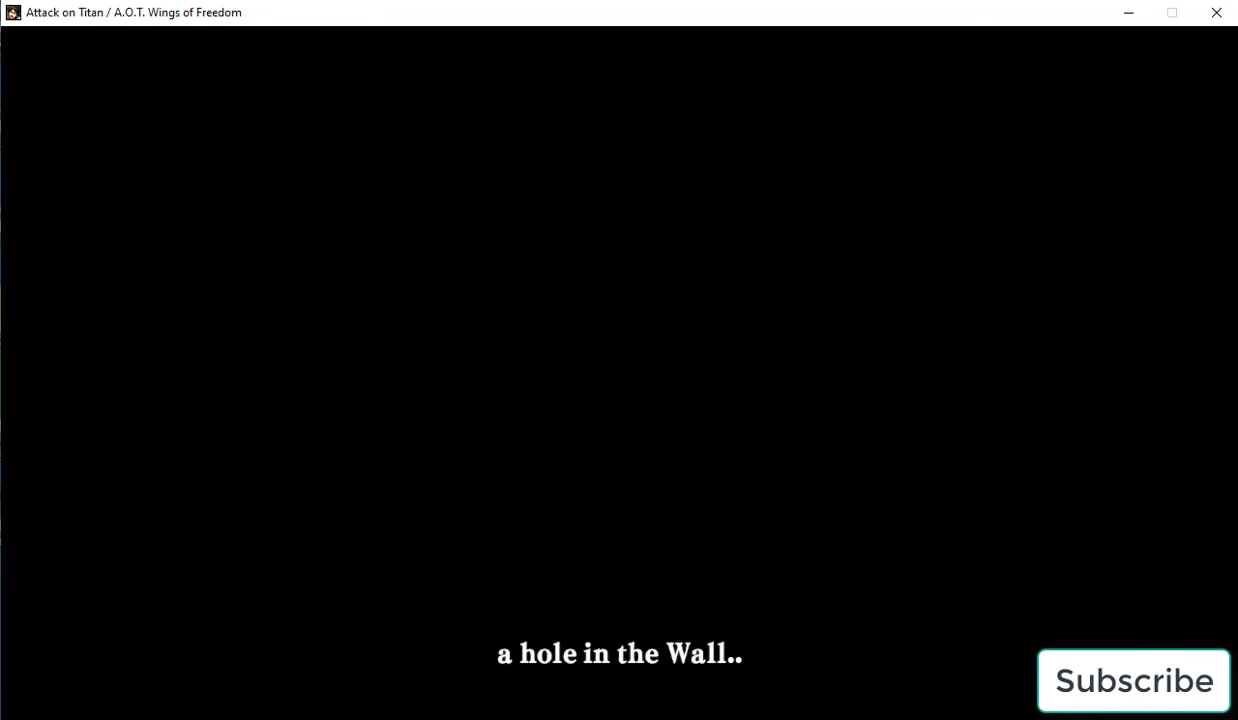 Attack on Titan / A.O.T. Wings of Freedom
a hole in the Wall..
Subscribe